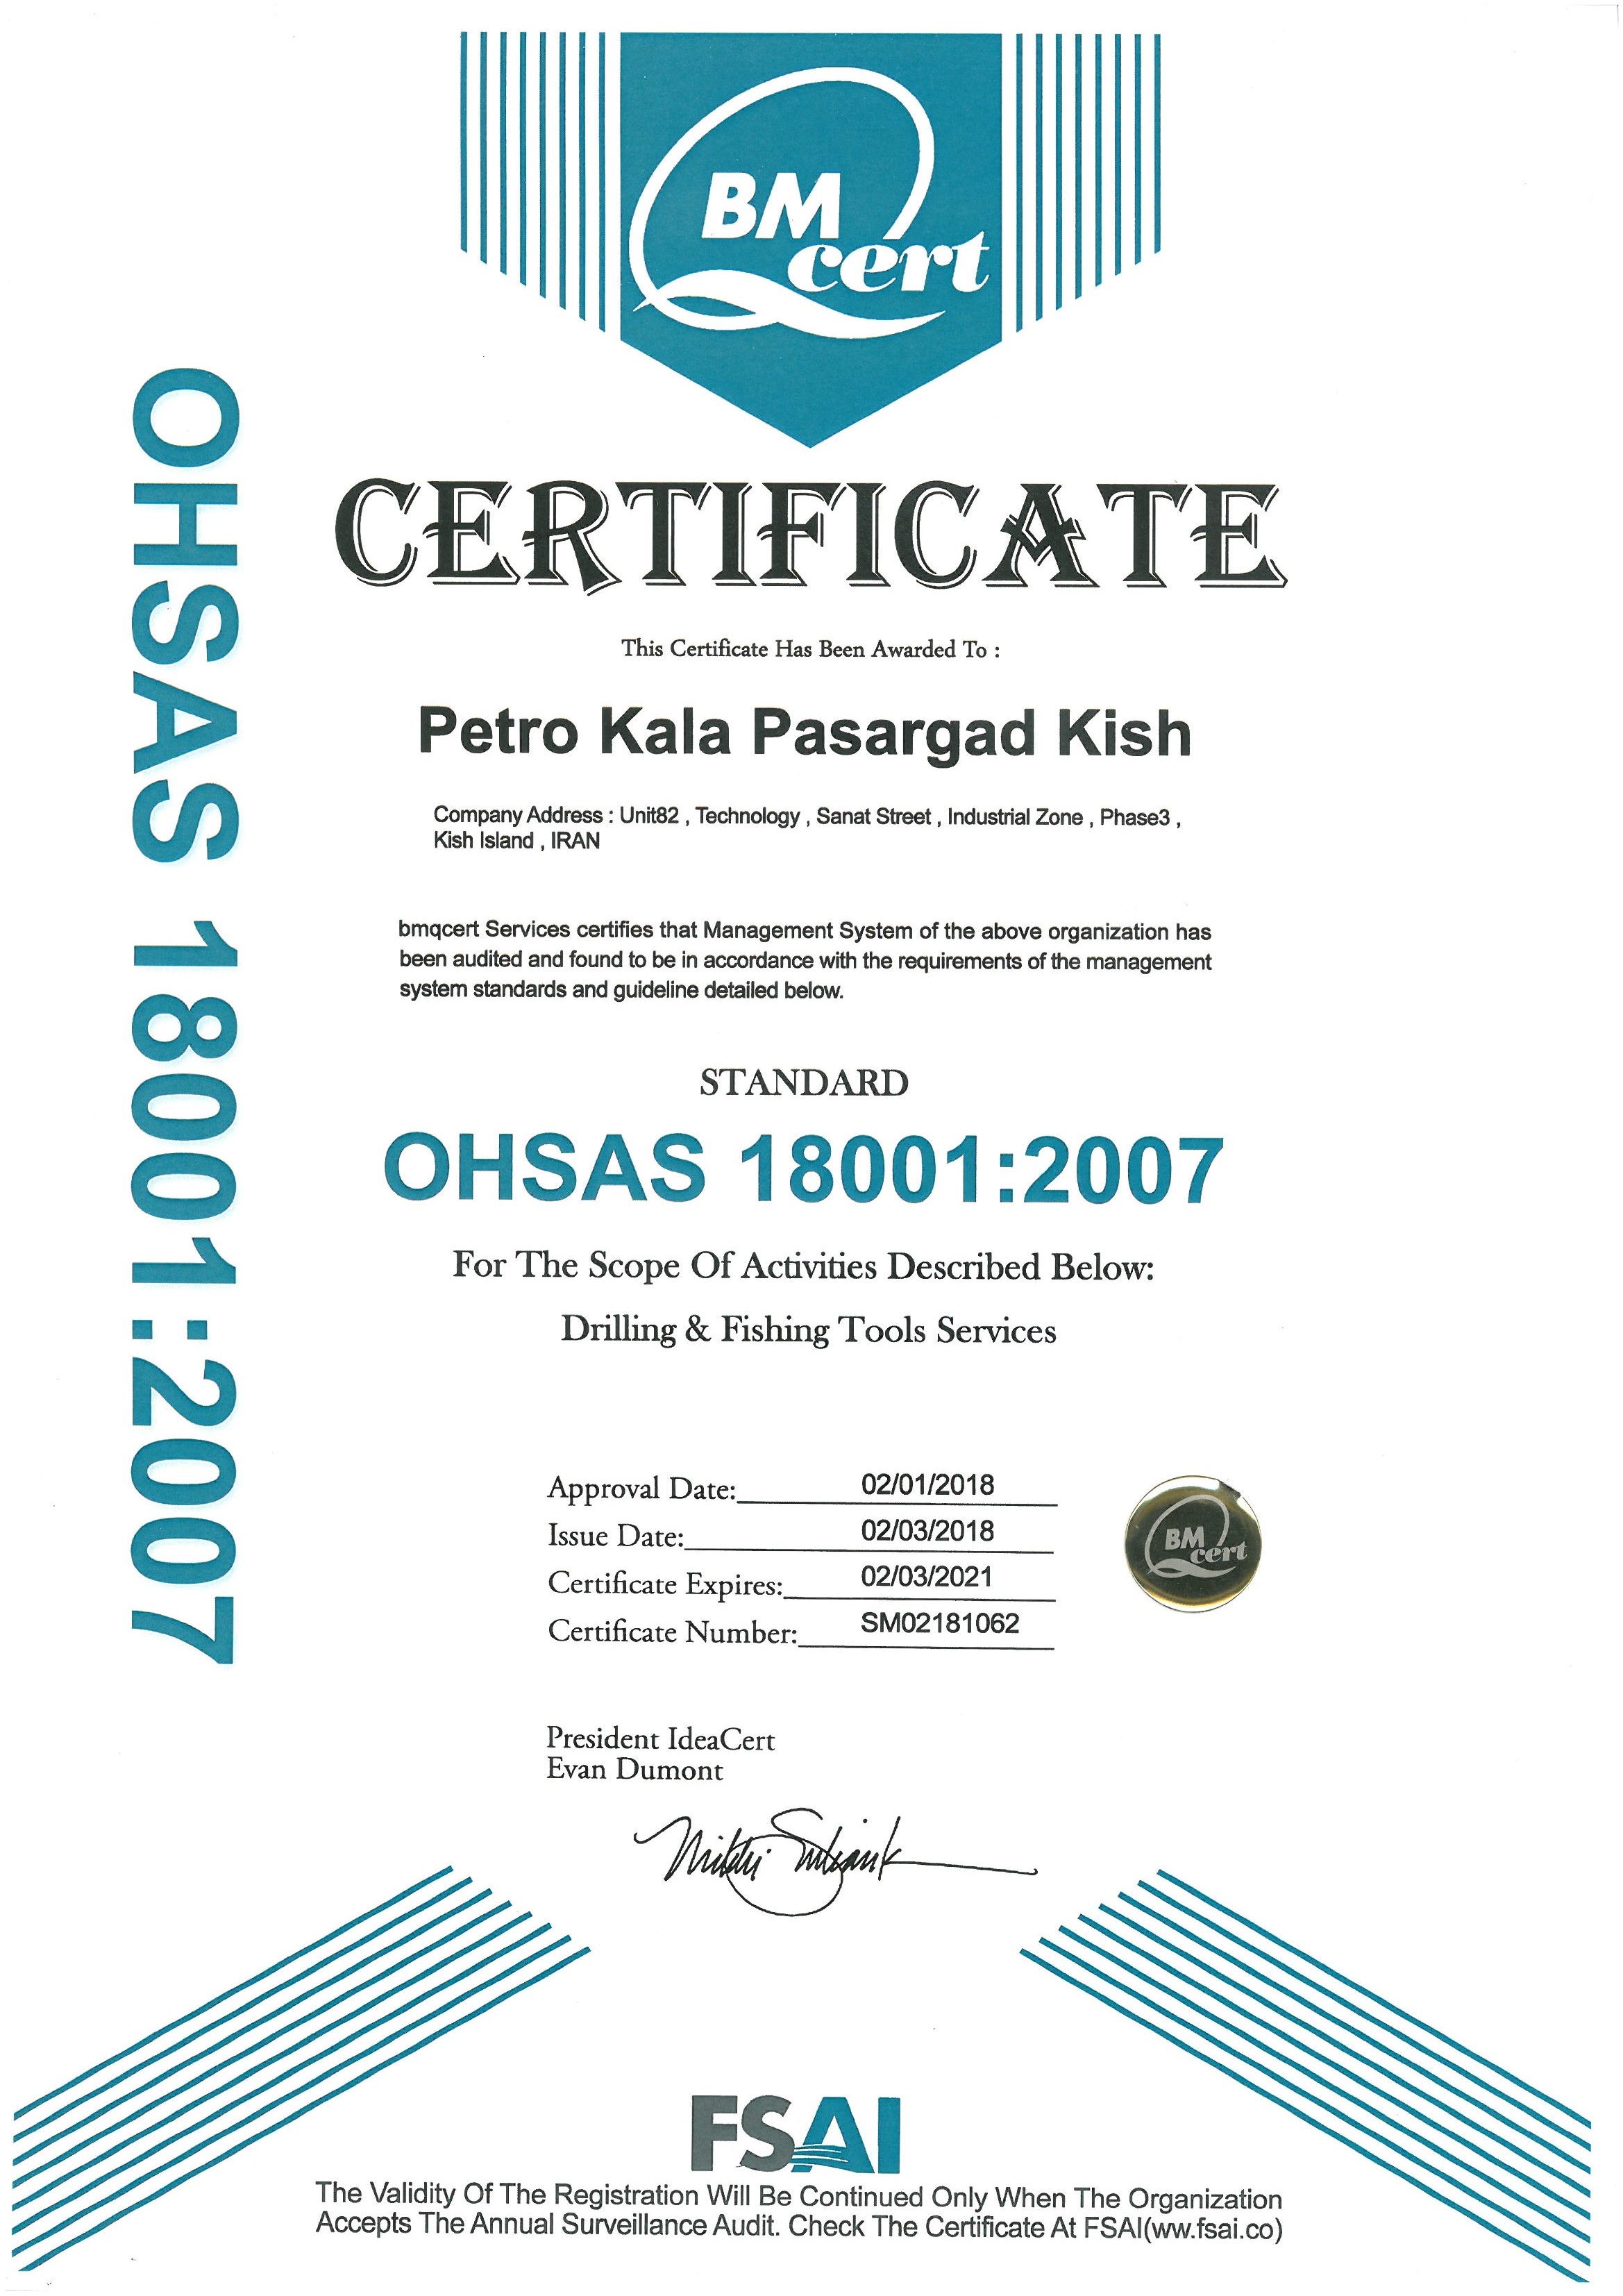 BM
cert
OHSAS 18001:2007
CERTIFICATE
This Certificate Has Been Awarded To :
Petro Kala Pasargad Kish
Company Address : Unit82 , Technology , Sanat Street , Industrial Zone , Phase3 ,
Kish Island , IRAN
bmqcert Services certifies that Management System of the above organization has
been audited and found to be in accordance with the requirements of the management
system standards and guideline detailed below.
STANDARD
OHSAS 18001:2007
For The Scope Of Activities Described Below:
Drilling & Fishing Tools Services
Approval Date: 02/01/2018
Issue Date: 02/03/2018
Certificate Expires: 02/03/2021
Certificate Number: SM02181062
BM
cert
President IdeaCert
Evan Dumont
FSAI
The Validity Of The Registration Will Be Continued Only When The Organization
Accepts The Annual Surveillance Audit. Check The Certificate At FSAI(ww.fsai.co)